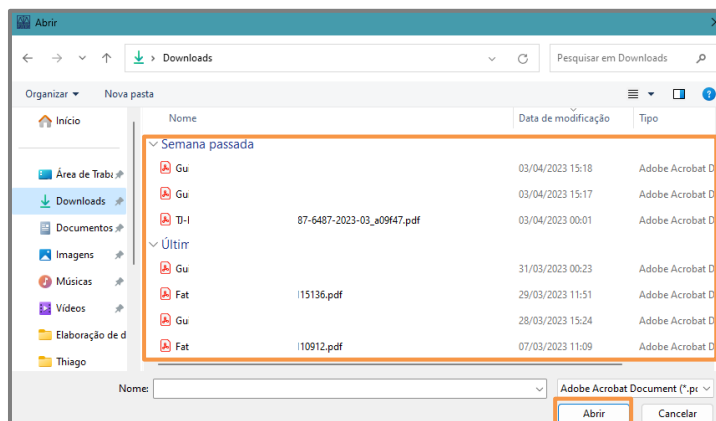 Abrir
Downloads
Pesquisar em Downloads
Organizar
Nova pasta
Nome
Data de modificação
Tipo
Início
Área de Traba
Downloads
Documentos
Imagens
Músicas
Vídeos
Elaboração de d
Thiago
Semana passada
Gui 03/04/2023 15:18 Adobe Acrobat D
Gui 03/04/2023 15:17 Adobe Acrobat D
87-6487-2023-03_a09f47.pdf 03/04/2023 00:01 Adobe Acrobat D
Últim
Gui 31/03/2023 00:23 Adobe Acrobat D
Fat 15136.pdf 29/03/2023 11:51 Adobe Acrobat D
Gui 28/03/2023 15:24 Adobe Acrobat D
Fat 10912.pdf 07/03/2023 11:09 Adobe Acrobat D
Nome:
Adobe Acrobat Document (*.pc
Abrir
Cancelar